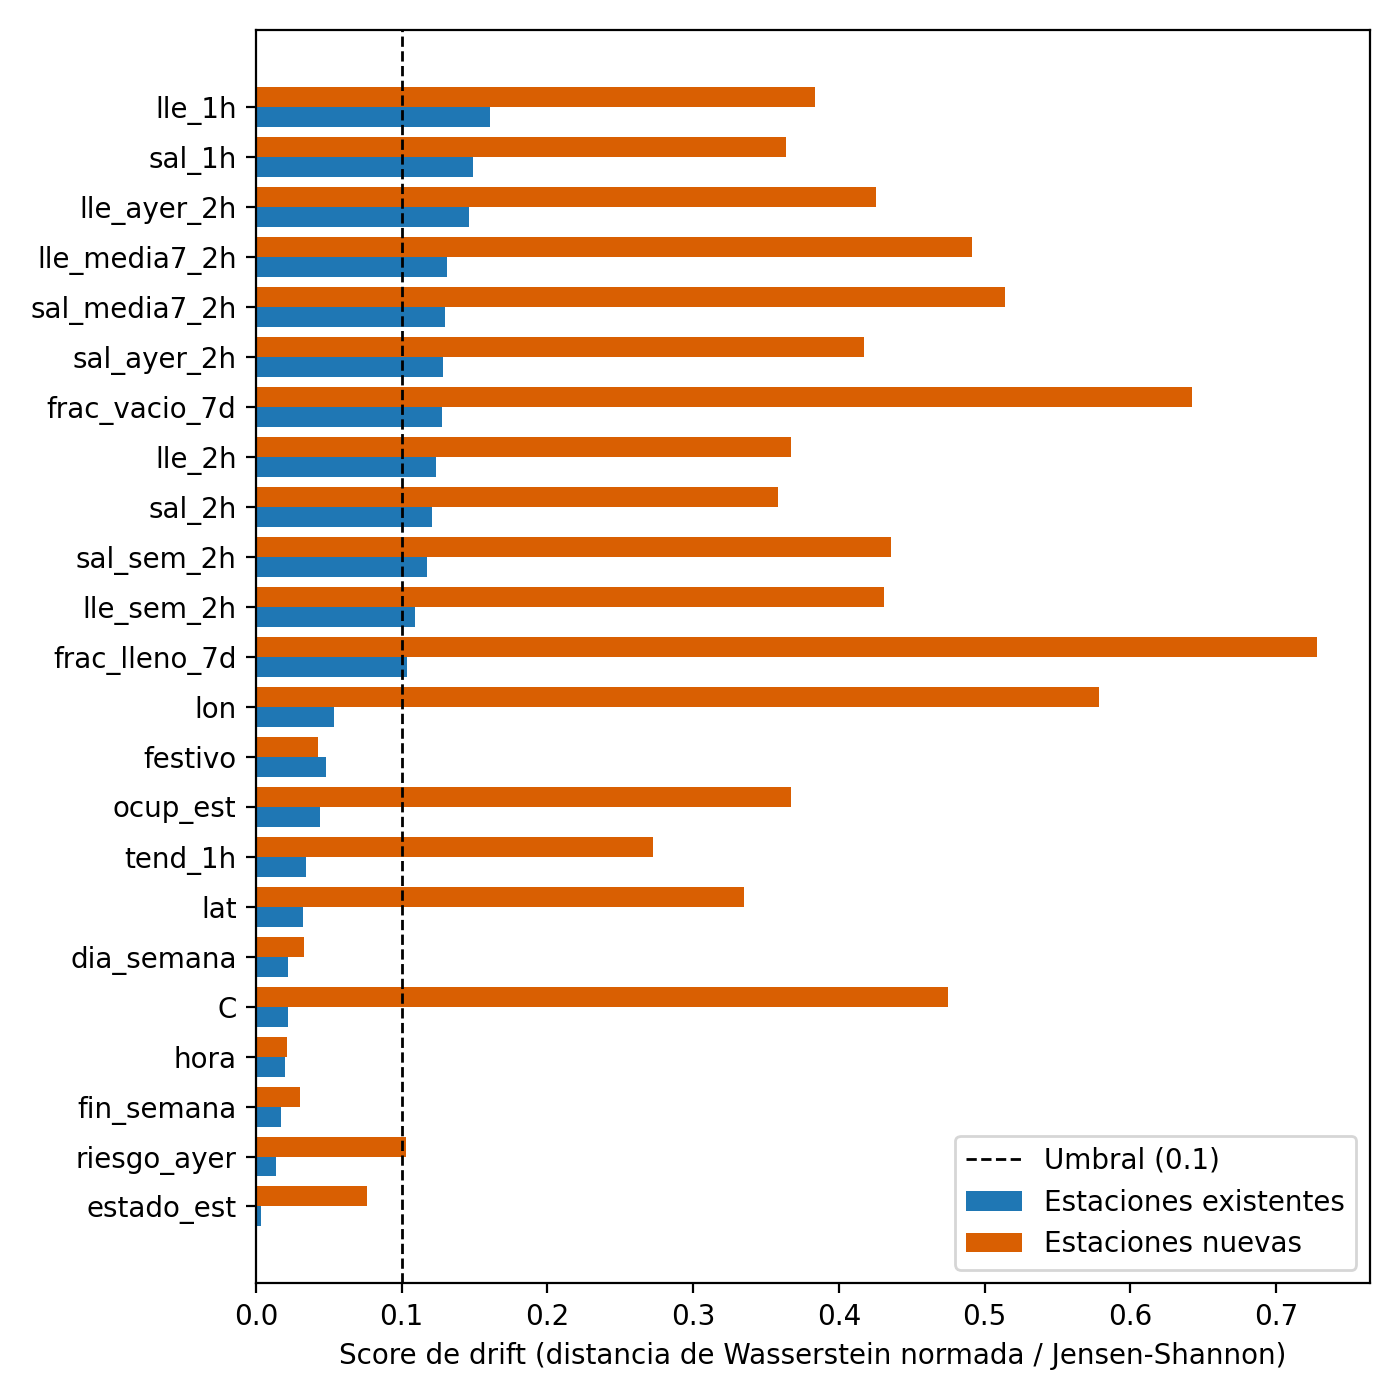 lle_1h
sal_1h
lle_ayer_2h
lle_media7_2h
sal_media7_2h
sal_ayer_2h
frac_vacio_7d
lle_2h
sal_2h
sal_sem_2h
lle_sem_2h
frac_lleno_7d
lon
festivo
ocup_est
tend_1h
lat
dia_semana
C
hora
fin_semana
riesgo_ayer
estado_est
Umbral (0.1)
Estaciones existentes
Estaciones nuevas
0.0 0.1 0.2 0.3 0.4 0.5 0.6 0.7
Score de drift (distancia de Wasserstein normada / Jensen-Shannon)